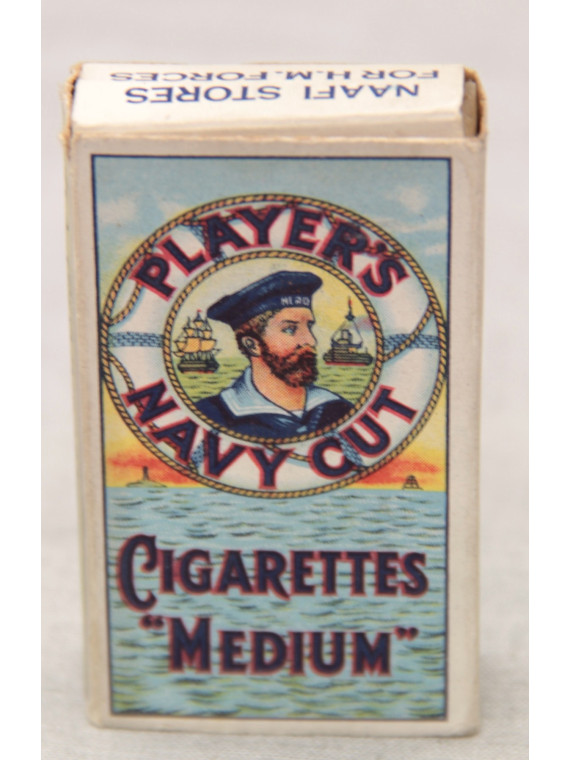 NAAFI STORES
FOR H.M. FORCES
PLAYER'S
HERO
NAVY CUT
CIGARETTES
"MEDIUM"